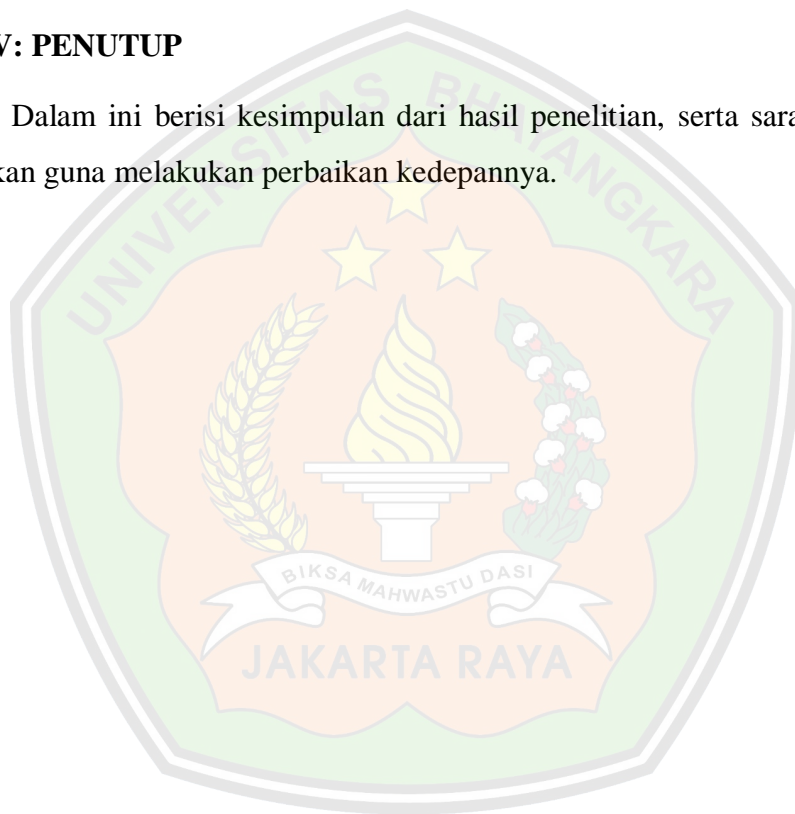 V: PENUTUP
Dalam ini berisi kesimpulan dari hasil penelitian, serta sara
kan guna melakukan perbaikan kedepannya.
UNIVERSITAS BHAYANGKARA
BIKSA MAHWASTU DASI
JAKARTA RAYA